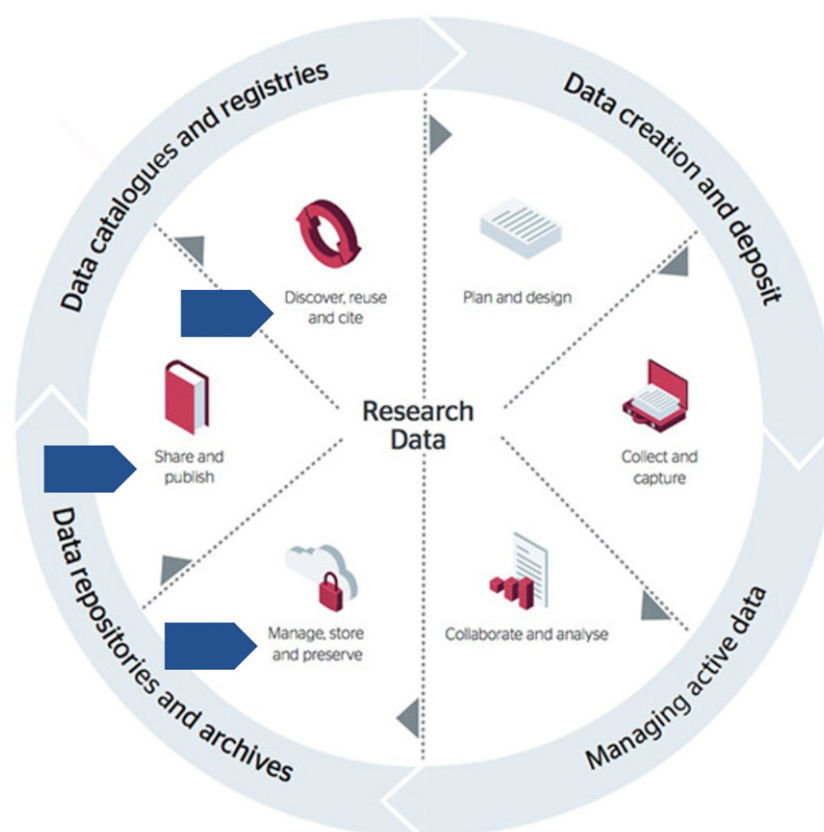 Data catalogues and registries
Data creation and deposit
Discover, reuse
and cite
Plan and design
Research
Data
Share and
publish
Collect and
capture
Manage, store
and preserve
Collaborate and analyse
Data repositories and archives
Managing active data